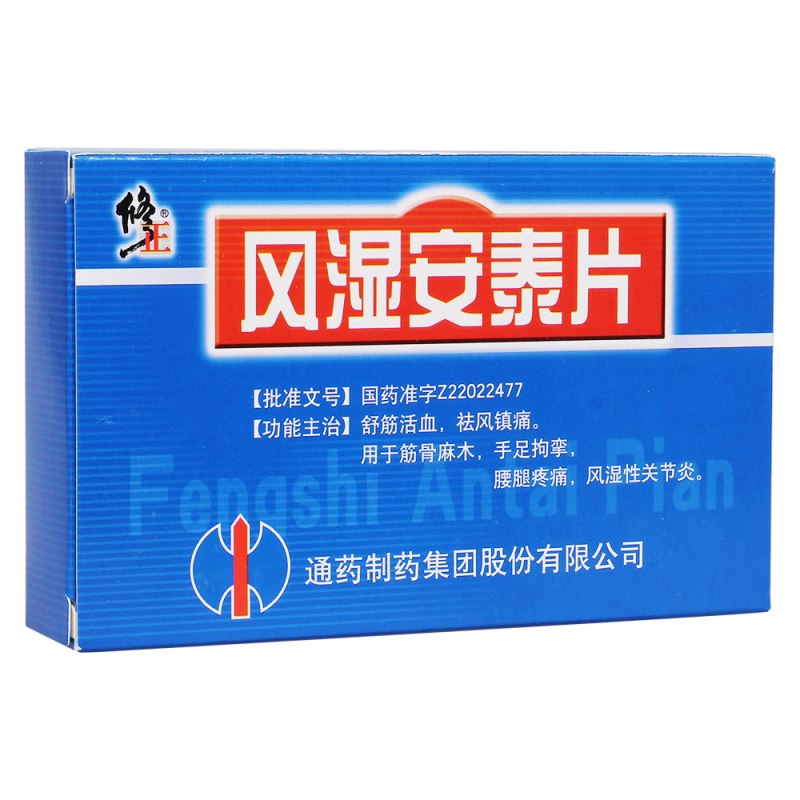 修正®
风湿安泰片
【批准文号】国药准字Z22022477
【功能主治】舒筋活血，祛风镇痛。
用于筋骨麻木，手足拘挛，
腰腿疼痛，风湿性关节炎。
Fengshi Antai Pian
通药制药集团股份有限公司